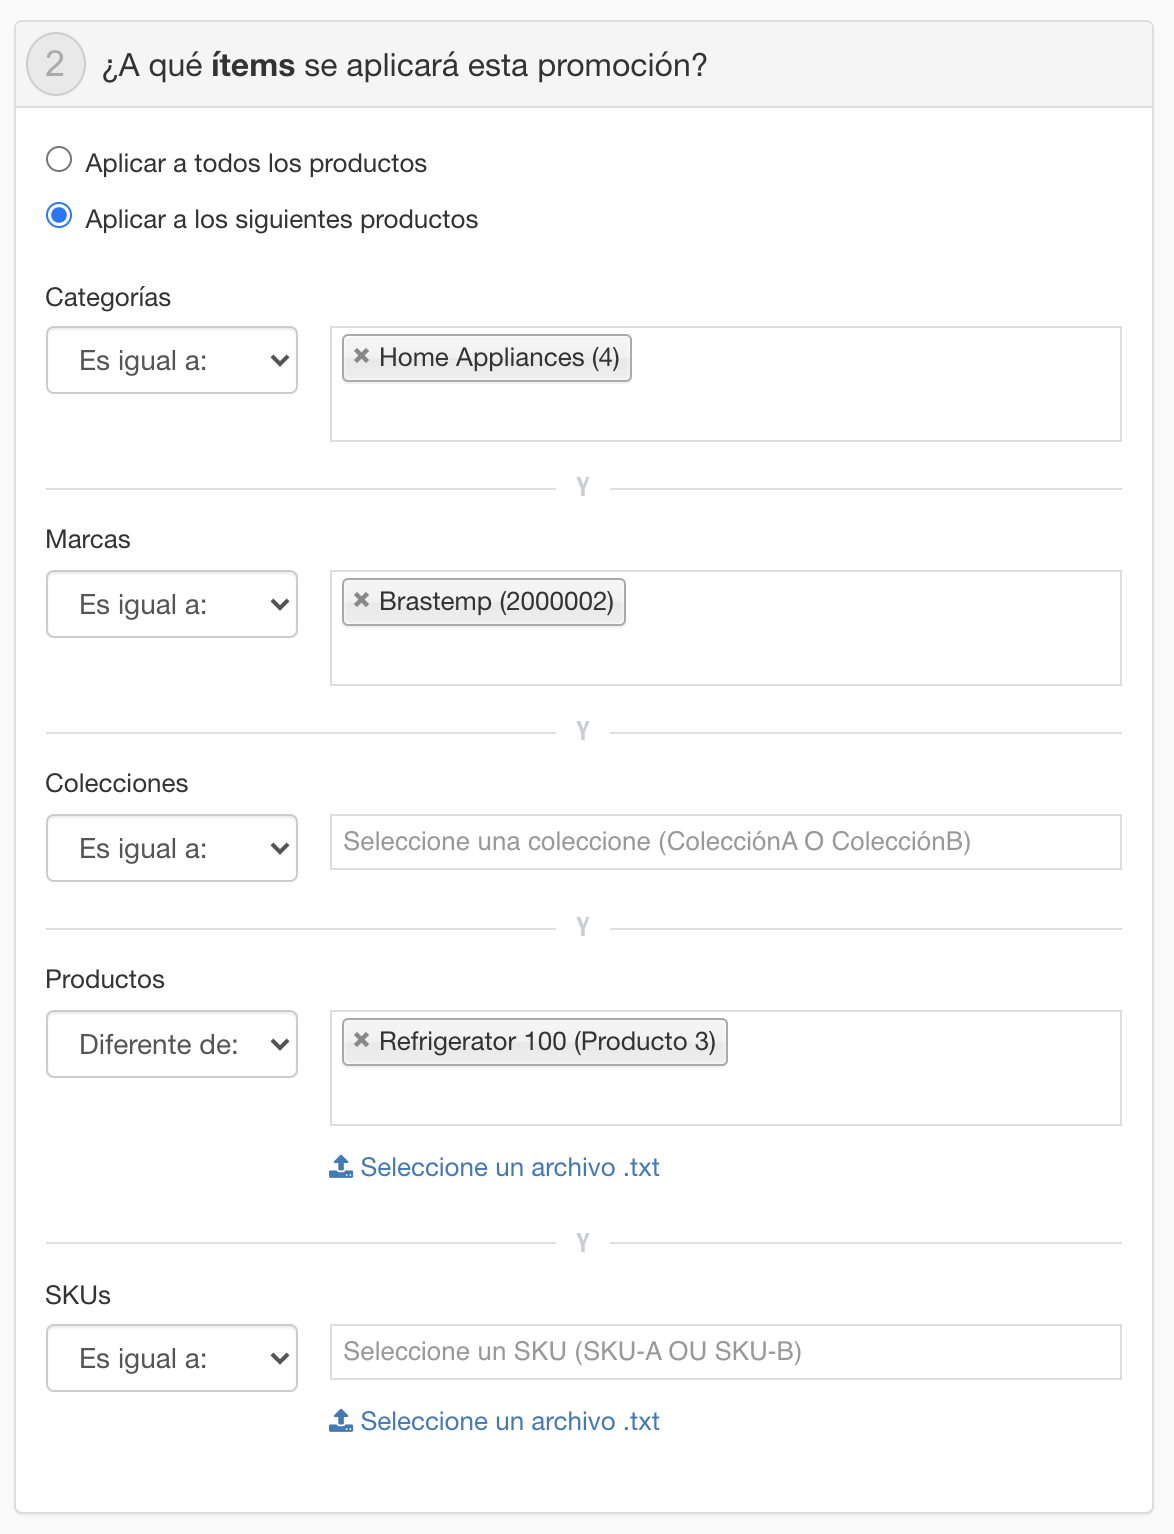 2 ¿A qué ítems se aplicará esta promoción?
Aplicar a todos los productos
Aplicar a los siguientes productos
Categorías
Es igual a:
Home Appliances (4)
Y
Marcas
Es igual a:
Brastemp (2000002)
Y
Colecciones
Es igual a:
Seleccione una coleccione (ColecciónA O ColecciónB)
Y
Productos
Diferente de:
Refrigerator 100 (Producto 3)
Seleccione un archivo .txt
Y
SKUs
Es igual a:
Seleccione un SKU (SKU-A OU SKU-B)
Seleccione un archivo .txt